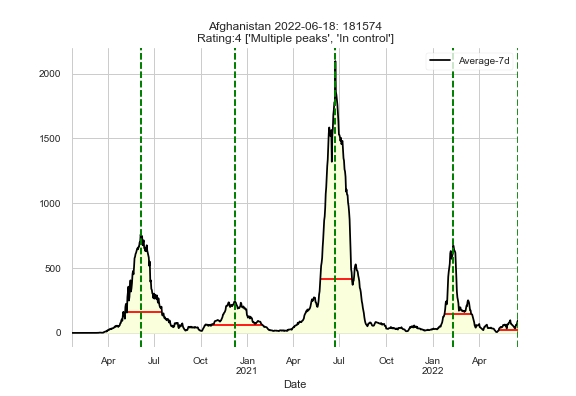 Afghanistan 2022-06-18: 181574
Rating:4 ['Multiple peaks', 'In control']
Average-7d
2000
1500
1000
500
0
Apr Jul Oct Jan Apr Jul Oct Jan Apr
2021 2022
Date